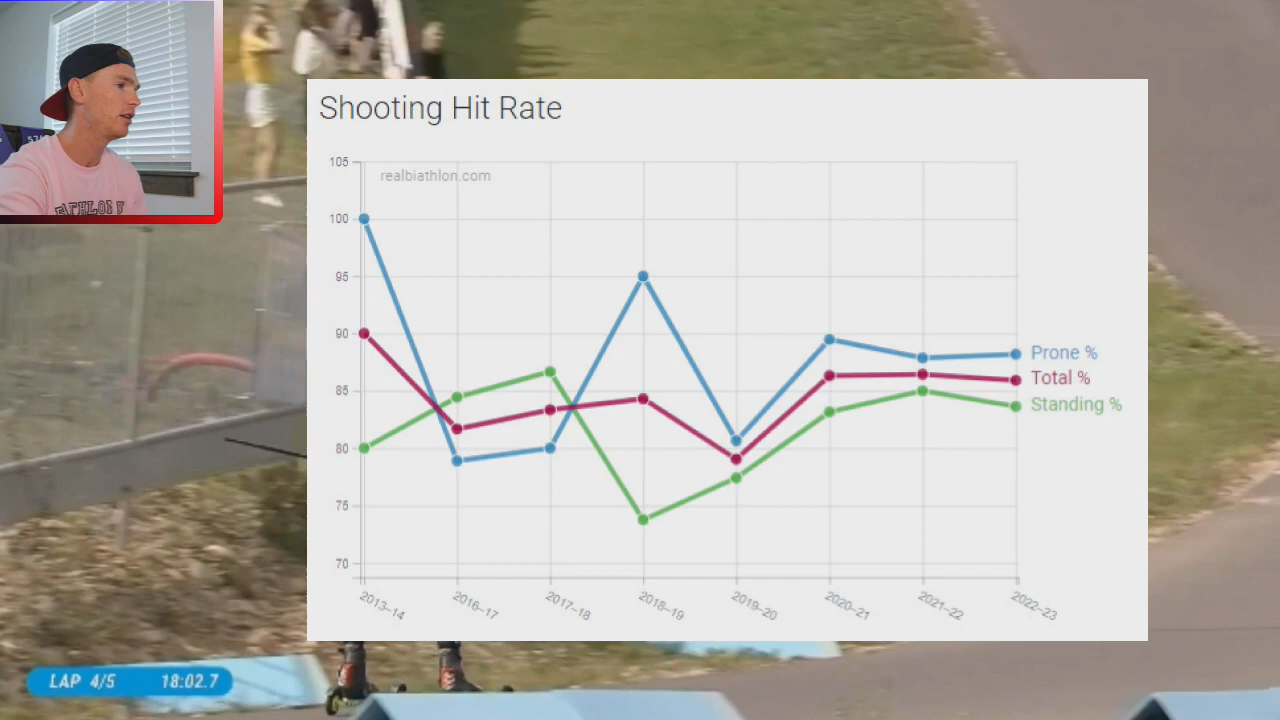 Shooting Hit Rate
realbiathlon.com
105
100
95
90
85
80
75
70
Prone %
Total %
Standing %
2013–14
2016–17
2017–18
2018–19
2019–20
2020–21
2021–22
2022–23
LAP 4/5 18:02.7